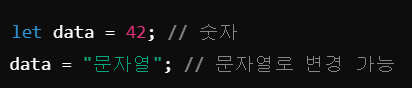 let data = 42; // 숫자
data = "문자열"; // 문자열로 변경 가능